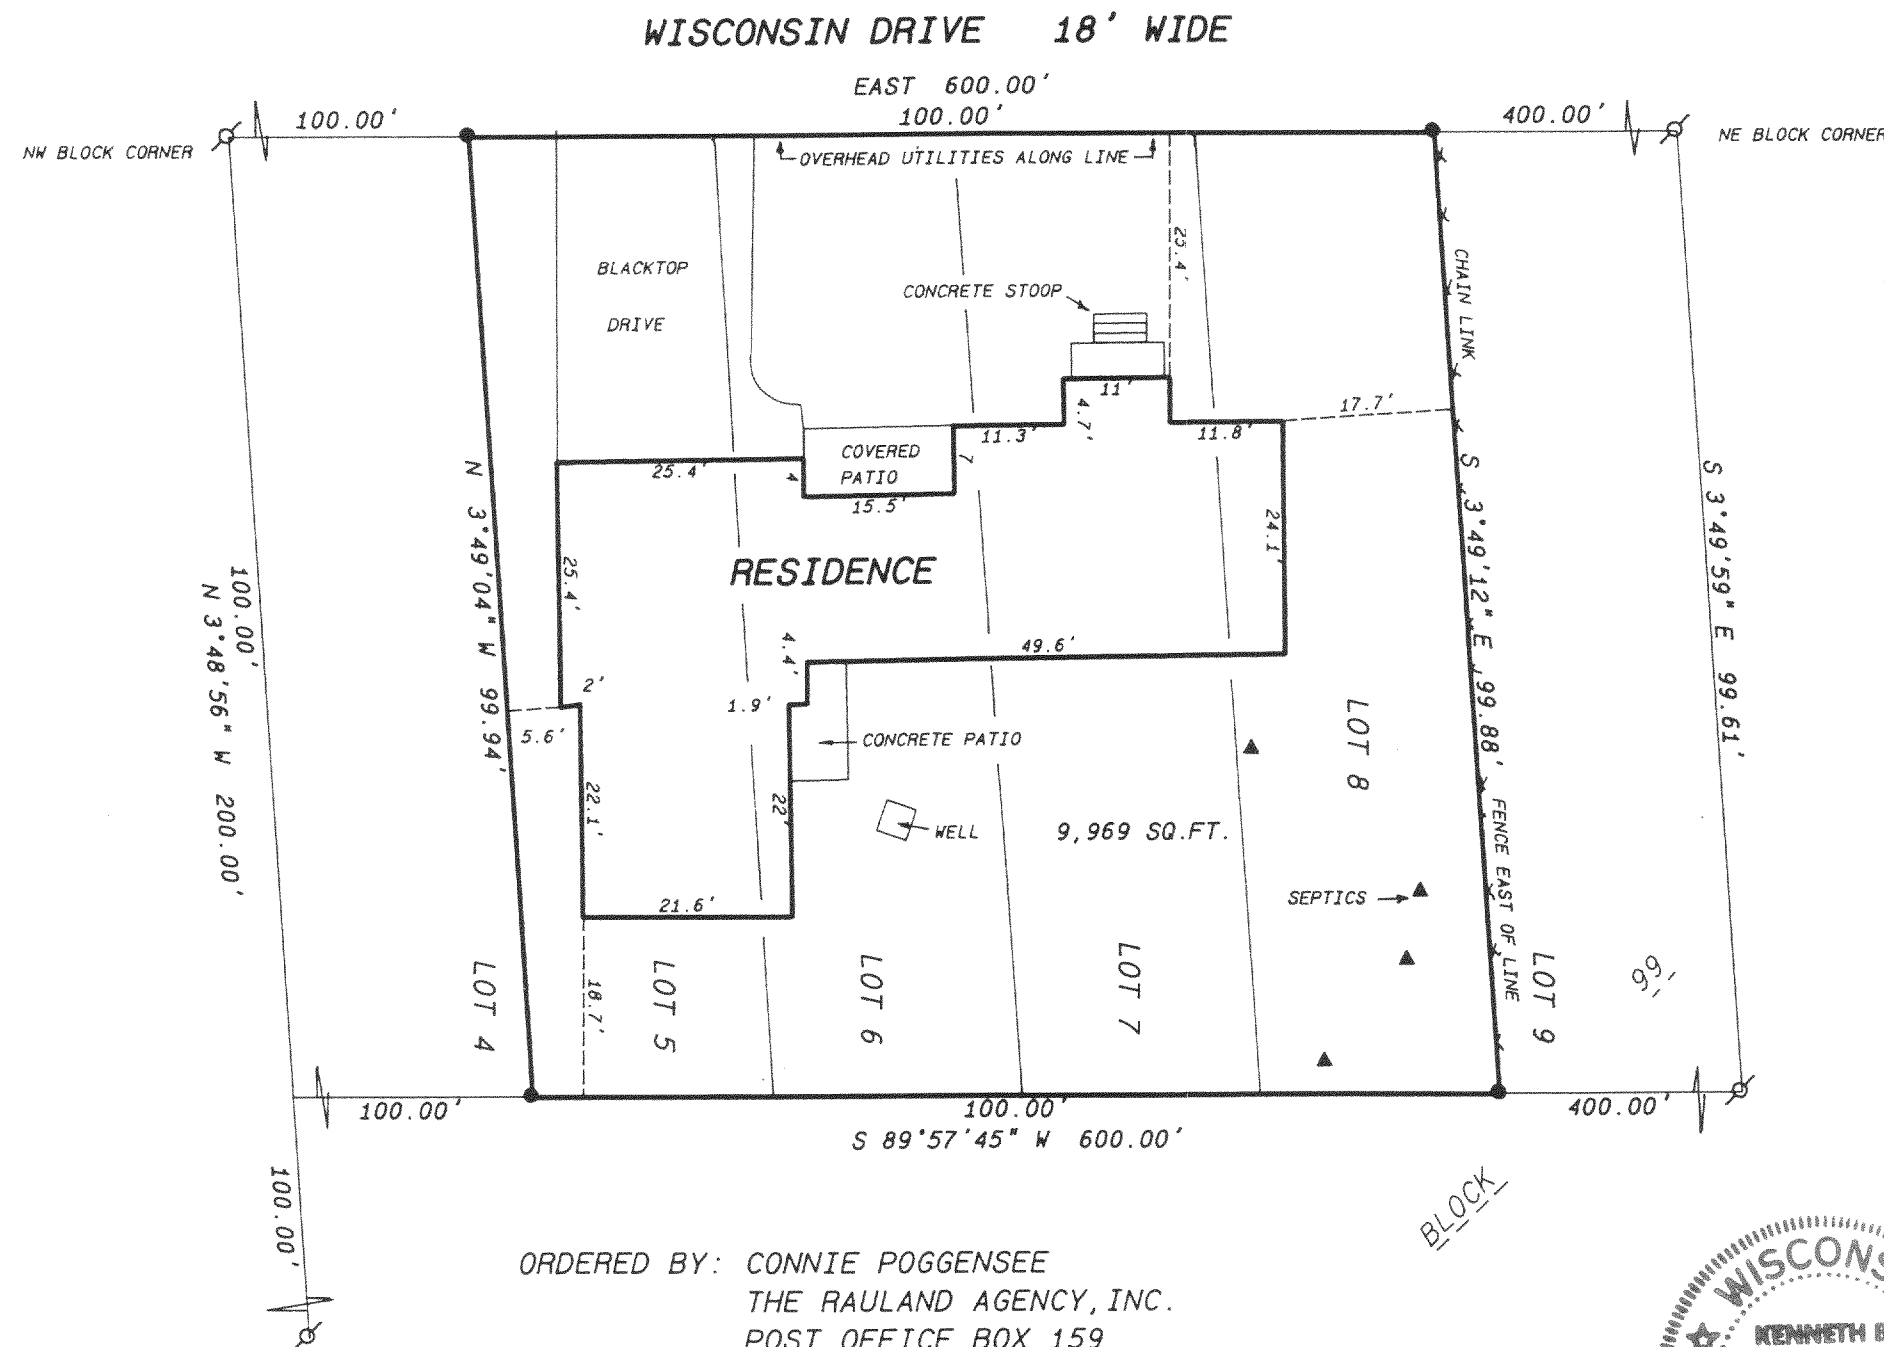 WISCONSIN DRIVE 18' WIDE
EAST 600.00'
100.00'
100.00'
400.00'
NW BLOCK CORNER
NE BLOCK CORNER
OVERHEAD UTILITIES ALONG LINE
25.4'
CHAIN LINK
BLACKTOP
DRIVE
CONCRETE STOOP
11'
4.7'
17.7'
11.3'
11.8'
COVERED
PATIO
7
4
25.4'
15.5'
24.1'
N 3°49'04" W 99.94'
S 3°49'12" E 99.88'
S 3°49'59" E 99.61'
25.4'
RESIDENCE
100.00'
N 3°48'56" W 200.00'
4.4'
49.6'
2'
1.9'
5.6'
CONCRETE PATIO
LOT 8
22.1'
22'
WELL
9,969 SQ.FT.
FENCE EAST OF LINE
SEPTICS
21.6'
18.7'
LOT 4
LOT 5
LOT 6
LOT 7
LOT 9
99
100.00'
100.00'
400.00'
S 89°57'45" W 600.00'
100.00'
BLOCK
ORDERED BY: CONNIE POGGENSEE
THE RAULAND AGENCY, INC.
POST OFFICE BOX 159
WISCONS
KENNETH